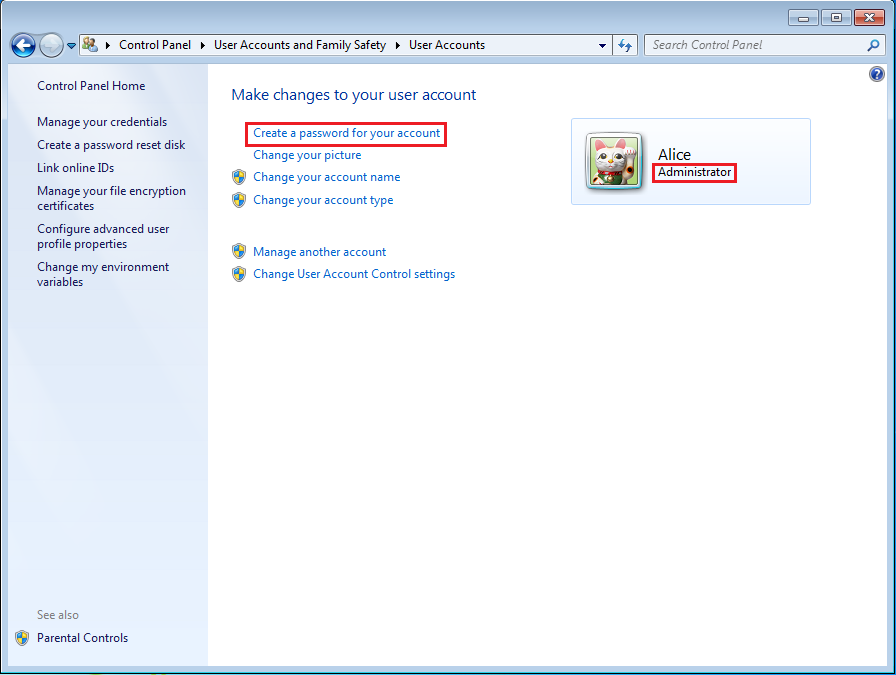 Control Panel
User Accounts and Family Safety
User Accounts
Search Control Panel
Control Panel Home
Manage your credentials
Create a password reset disk
Link online IDs
Manage your file encryption
certificates
Configure advanced user
profile properties
Change my environment
variables
See also
Parental Controls
Make changes to your user account
Create a password for your account
Change your picture
Change your account name
Change your account type
Manage another account
Change User Account Control settings
Alice
Administrator
?